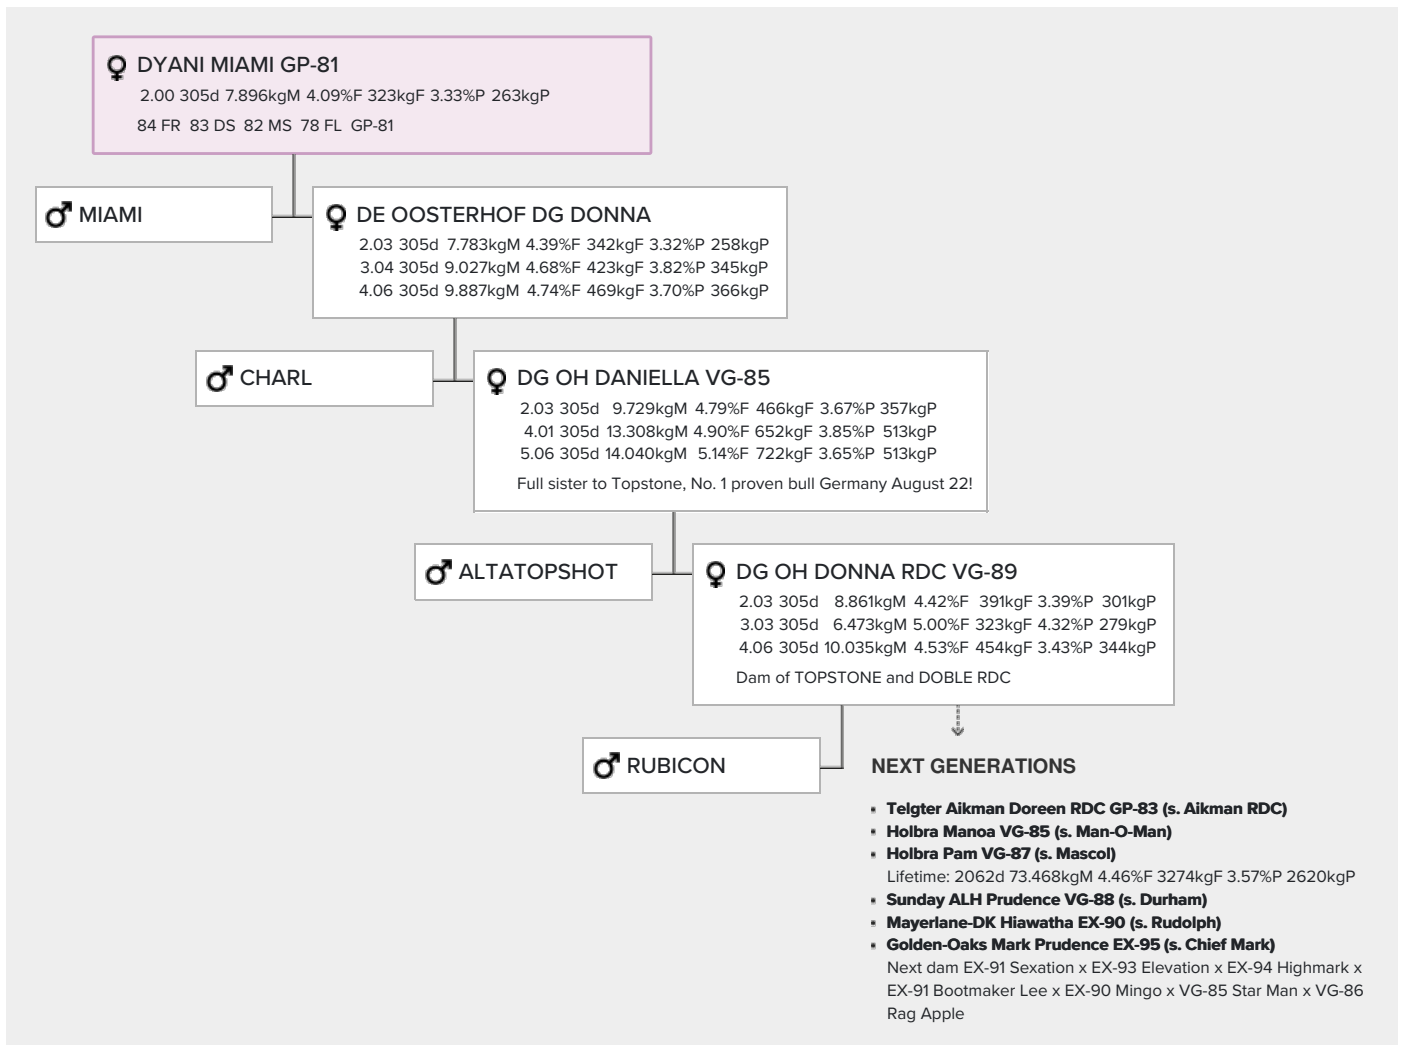 DYANI MIAMI GP-81
2.00 305d 7.896kgM 4.09%F 323kgF 3.33%P 263kgP
84 FR 83 DS 82 MS 78 FL GP-81
MIAMI
DE OOSTERHOF DG DONNA
2.03 305d 7.783kgM 4.39%F 342kgF 3.32%P 258kgP
3.04 305d 9.027kgM 4.68%F 423kgF 3.82%P 345kgP
4.06 305d 9.887kgM 4.74%F 469kgF 3.70%P 366kgP
CHARL
DG OH DANIELLA VG-85
2.03 305d 9.729kgM 4.79%F 466kgF 3.67%P 357kgP
4.01 305d 13.308kgM 4.90%F 652kgF 3.85%P 513kgP
5.06 305d 14.040kgM 5.14%F 722kgF 3.65%P 513kgP
Full sister to Topstone, No. 1 proven bull Germany August 22!
ALTATOPSHOT
DG OH DONNA RDC VG-89
2.03 305d 8.861kgM 4.42%F 391kgF 3.39%P 301kgP
3.03 305d 6.473kgM 5.00%F 323kgF 4.32%P 279kgP
4.06 305d 10.035kgM 4.53%F 454kgF 3.43%P 344kgP
Dam of TOPSTONE and DOBLE RDC
RUBICON
NEXT GENERATIONS
Telgter Aikman Doreen RDC GP-83 (s. Aikman RDC)
Holbra Manoa VG-85 (s. Man-O-Man)
Holbra Pam VG-87 (s. Mascol)
Lifetime: 2062d 73.468kgM 4.46%F 3274kgF 3.57%P 2620kgP
Sunday ALH Prudence VG-88 (s. Durham)
Mayerlane-DK Hiawatha EX-90 (s. Rudolph)
Golden-Oaks Mark Prudence EX-95 (s. Chief Mark)
Next dam EX-91 Sexation x EX-93 Elevation x EX-94 Highmark x
EX-91 Bootmaker Lee x EX-90 Mingo x VG-85 Star Man x VG-86
Rag Apple